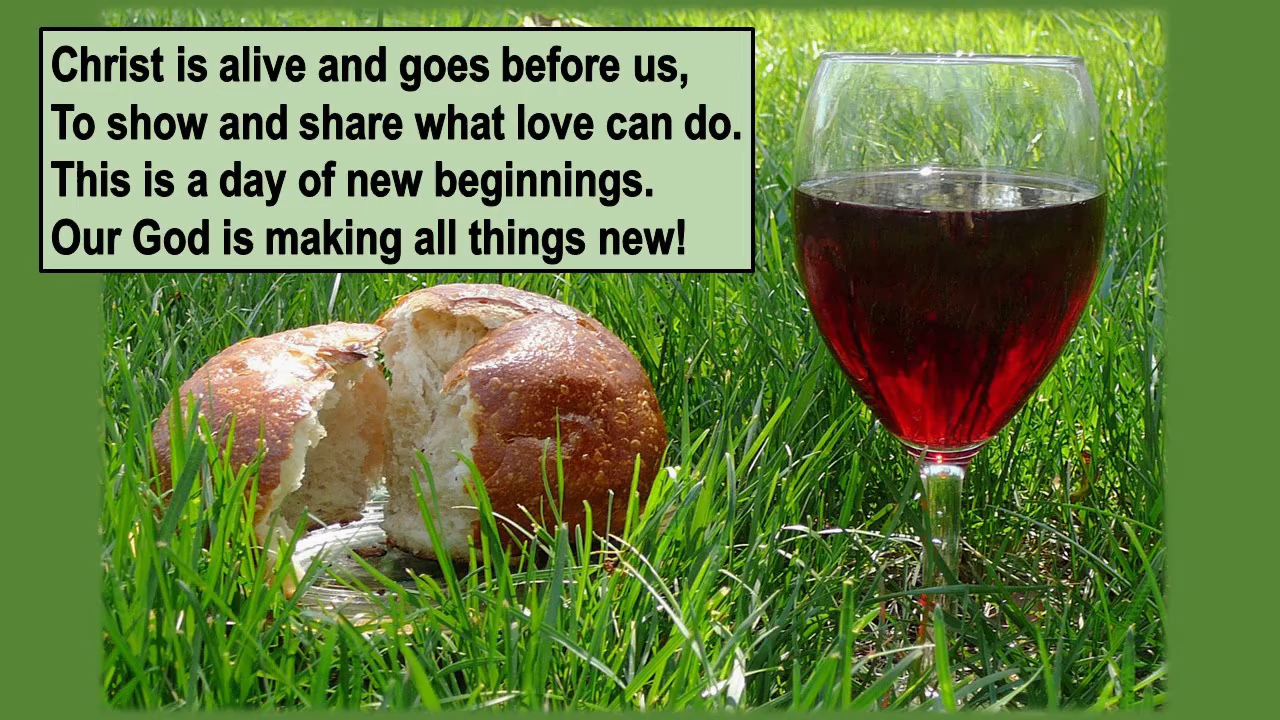 Christ is alive and goes before us,
To show and share what love can do.
This is a day of new beginnings.
Our God is making all things new!